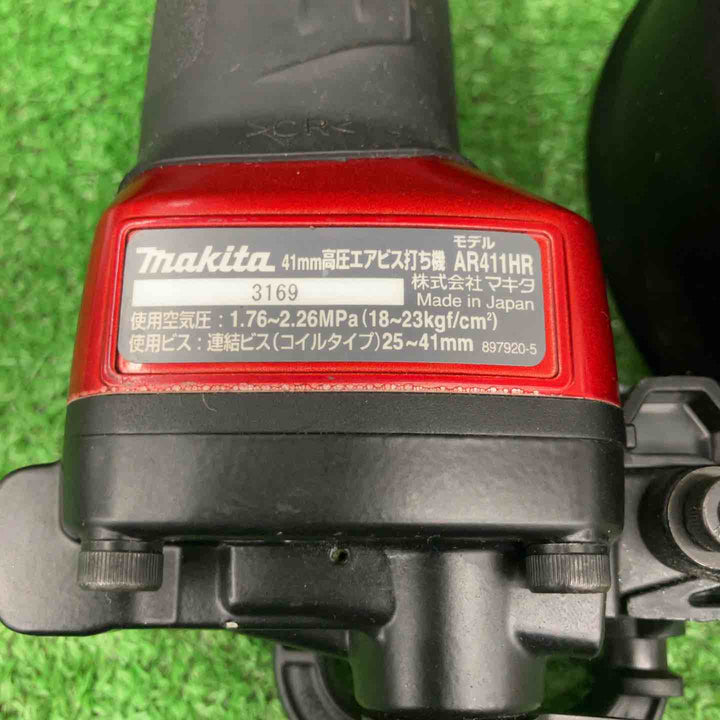 >CR<
makita 41mm高圧エアビス打ち機 モデル AR411HR
3169
株式会社マキタ
Made in Japan
使用空気圧：1.76~2.26MPa(18~23kgf/cm²)
使用ビス：連結ビス(コイルタイプ)25~41mm 897920-5